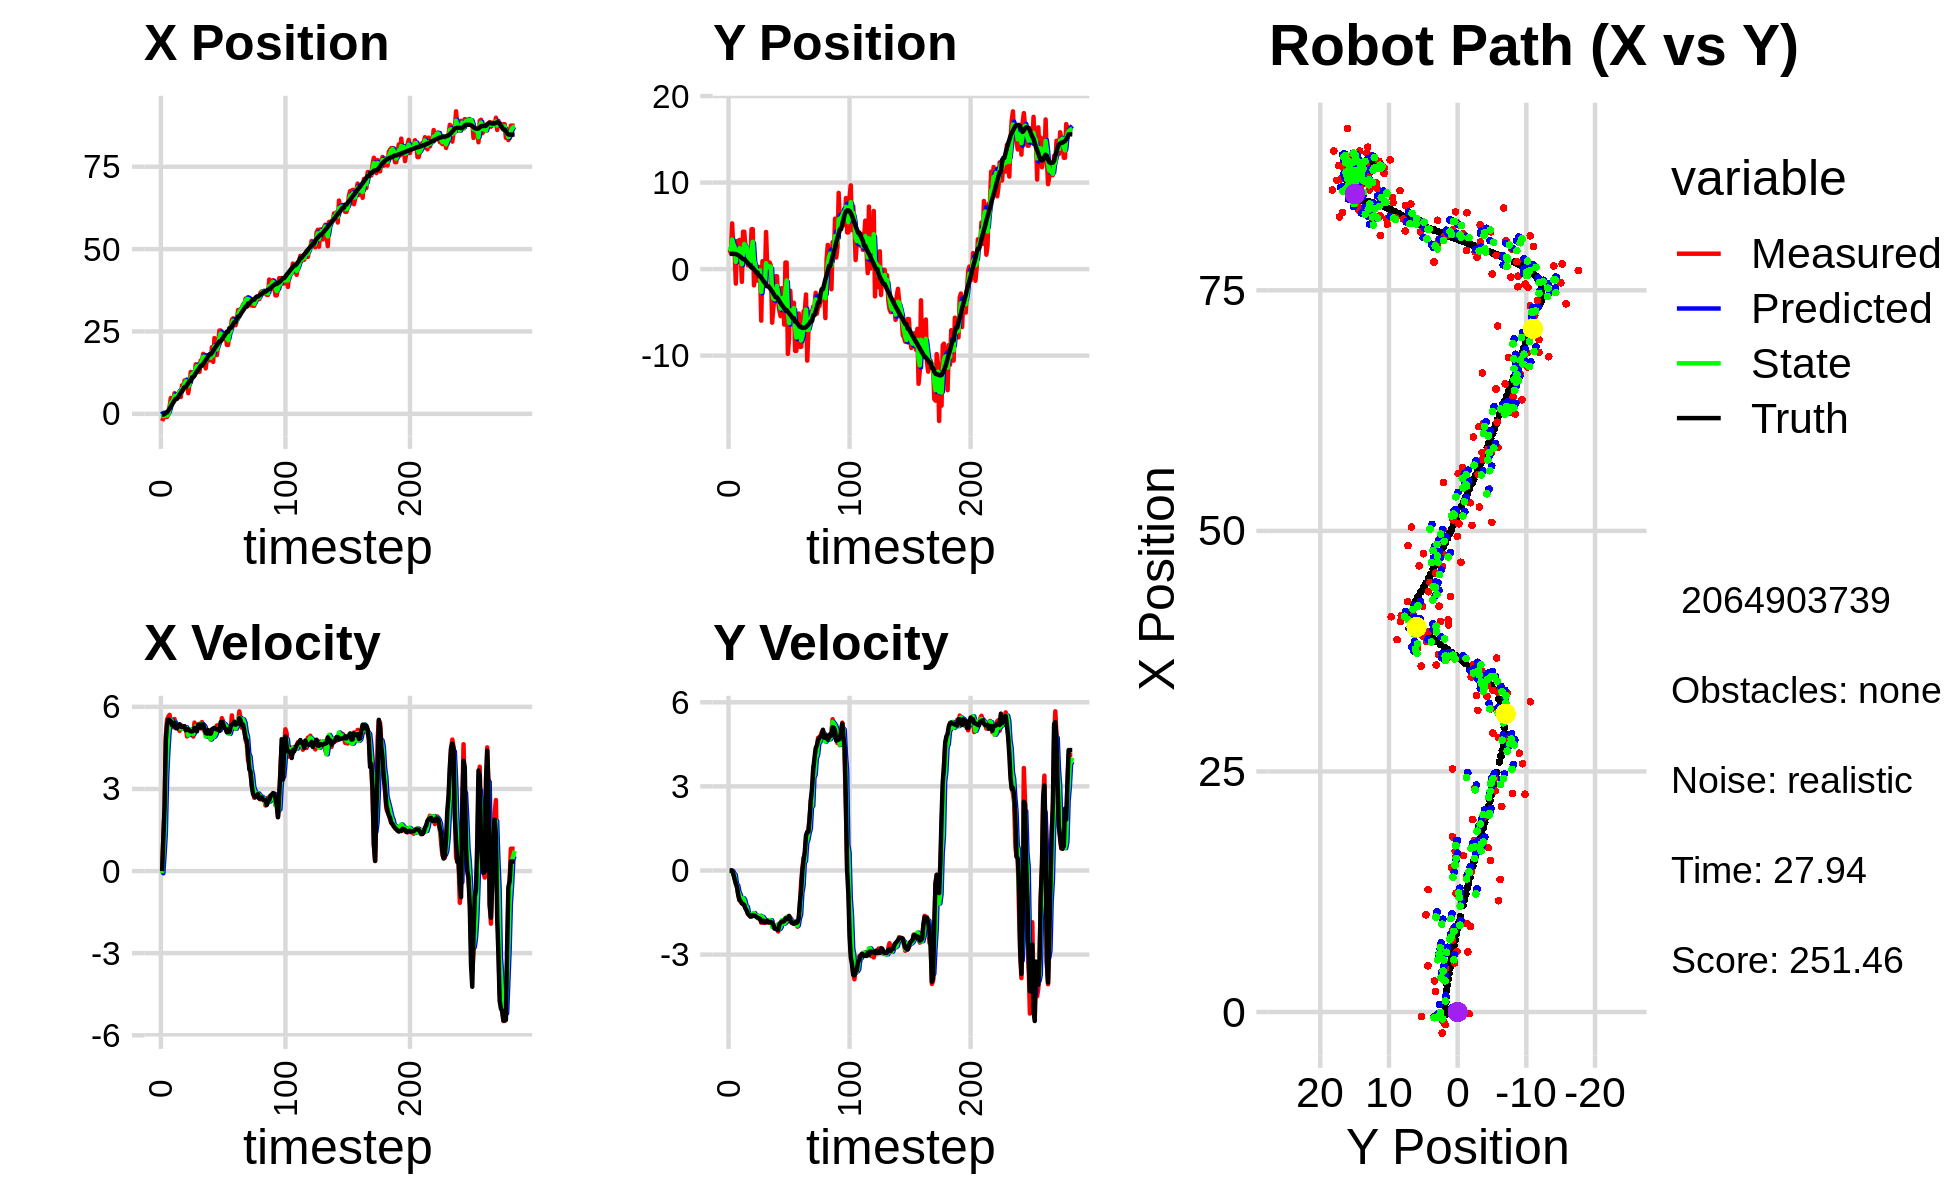 X Position
75
50
25
0
0
100
200
timestep
Y Position
20
10
0
-10
0
100
200
timestep
X Velocity
6
3
0
-3
-6
0
100
200
timestep
Y Velocity
6
3
0
-3
0
100
200
timestep
Robot Path (X vs Y)
X Position
75
50
25
0
20 10 0 -10 -20
Y Position
variable
Measured
Predicted
State
Truth
2064903739
Obstacles: none
Noise: realistic
Time: 27.94
Score: 251.46